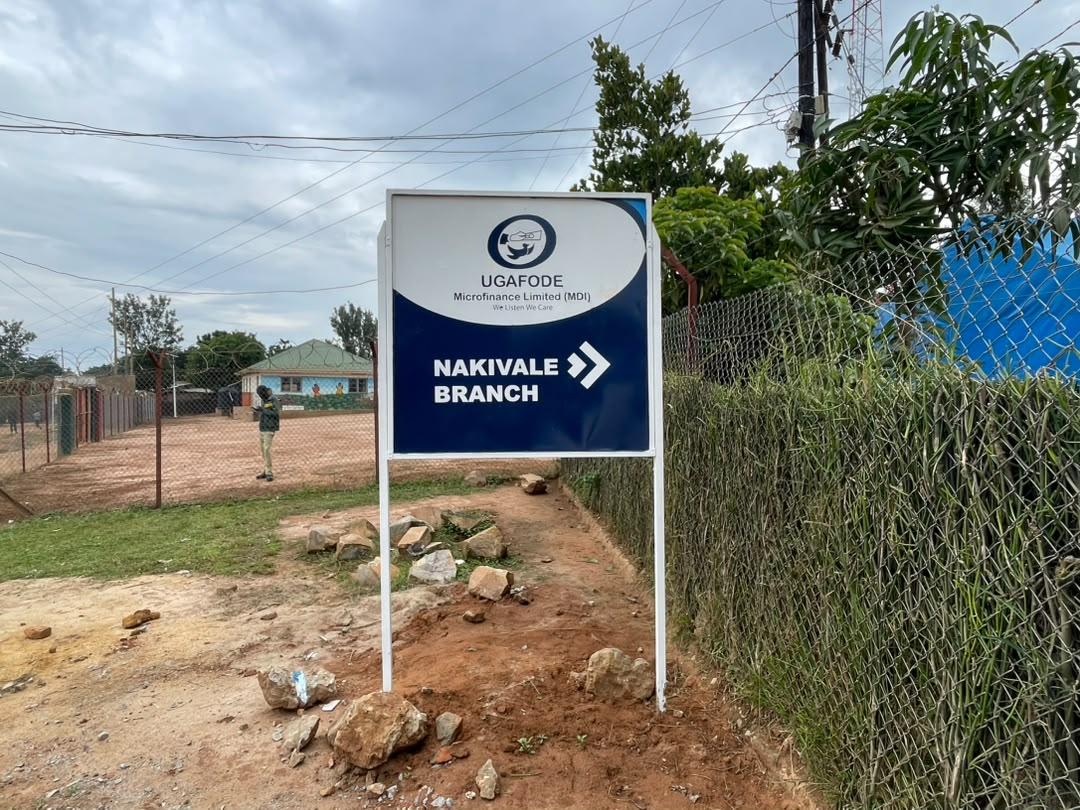 UGAFODE
Microfinance Limited (MDI)
We Listen We Care
NAKIVALE
BRANCH